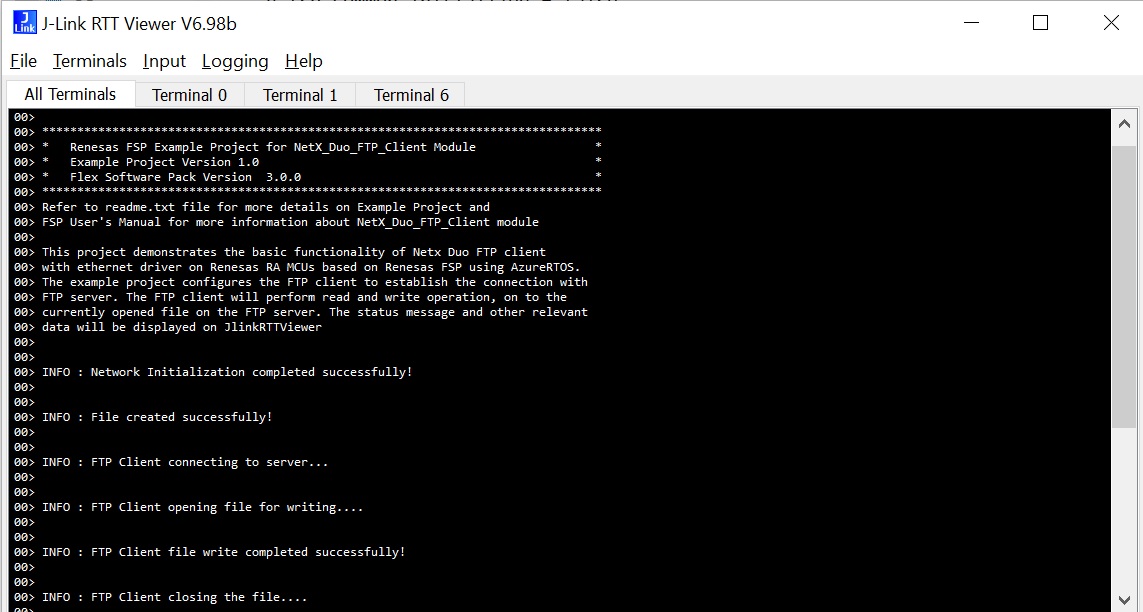 J-Link RTT Viewer V6.98b
File Terminals Input Logging Help
All Terminals Terminal 0 Terminal 1 Terminal 6
00>
00> ********************************************************************************
00> *   Renesas FSP Example Project for NetX_Duo_FTP_Client Module                 *
00> *   Example Project Version 1.0                                                *
00> *   Flex Software Pack Version  3.0.0                                          *
00> ********************************************************************************
00> Refer to readme.txt file for more details on Example Project and
00> FSP User's Manual for more information about NetX_Duo_FTP_Client module
00>
00> This project demonstrates the basic functionality of Netx Duo FTP client
00> with ethernet driver on Renesas RA MCUs based on Renesas FSP using AzureRTOS.
00> The example project configures the FTP client to establish the connection with
00> FTP server. The FTP client will perform read and write operation, on to the
00> currently opened file on the FTP server. The status message and other relevant
00> data will be displayed on JlinkRTTViewer
00>
00>
00> INFO : Network Initialization completed successfully!
00>
00>
00> INFO : File created successfully!
00>
00>
00> INFO : FTP Client connecting to server...
00>
00>
00> INFO : FTP Client opening file for writing....
00>
00>
00> INFO : FTP Client file write completed successfully!
00>
00>
00> INFO : FTP Client closing the file....
00>